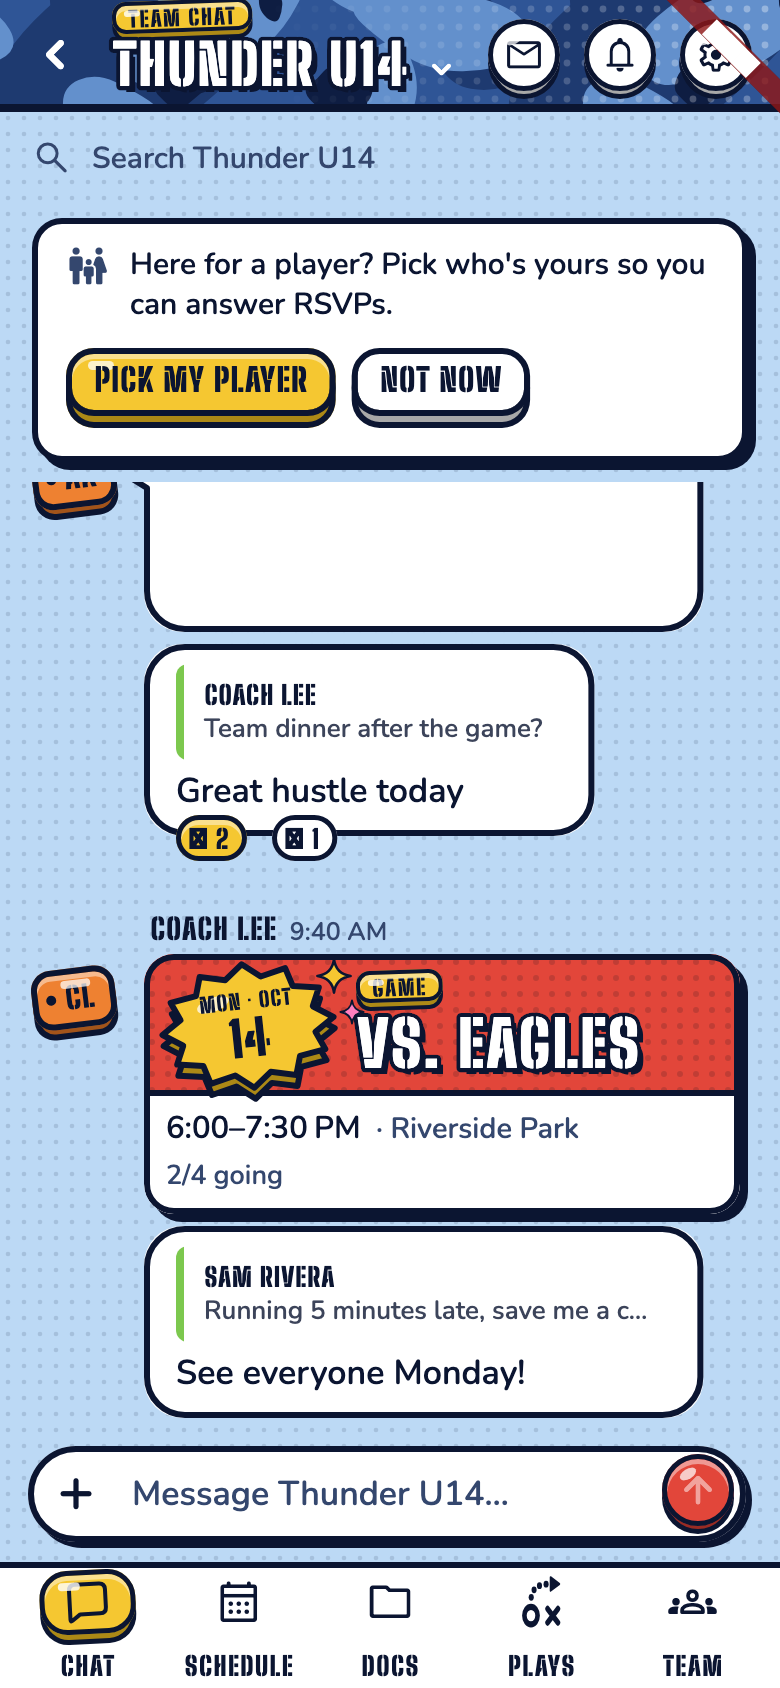 TEAM CHAT
THUNDER U14
Search Thunder U14
Here for a player? Pick who's yours so you
can answer RSVPs.
PICK MY PLAYER
NOT NOW
COACH LEE
Team dinner after the game?
Great hustle today
2
1
COACH LEE 9:40 AM
CL
MON · OCT
14
GAME
VS. EAGLES
6:00–7:30 PM · Riverside Park
2/4 going
SAM RIVERA
Running 5 minutes late, save me a c...
See everyone Monday!
Message Thunder U14...
CHAT
SCHEDULE
DOCS
PLAYS
TEAM